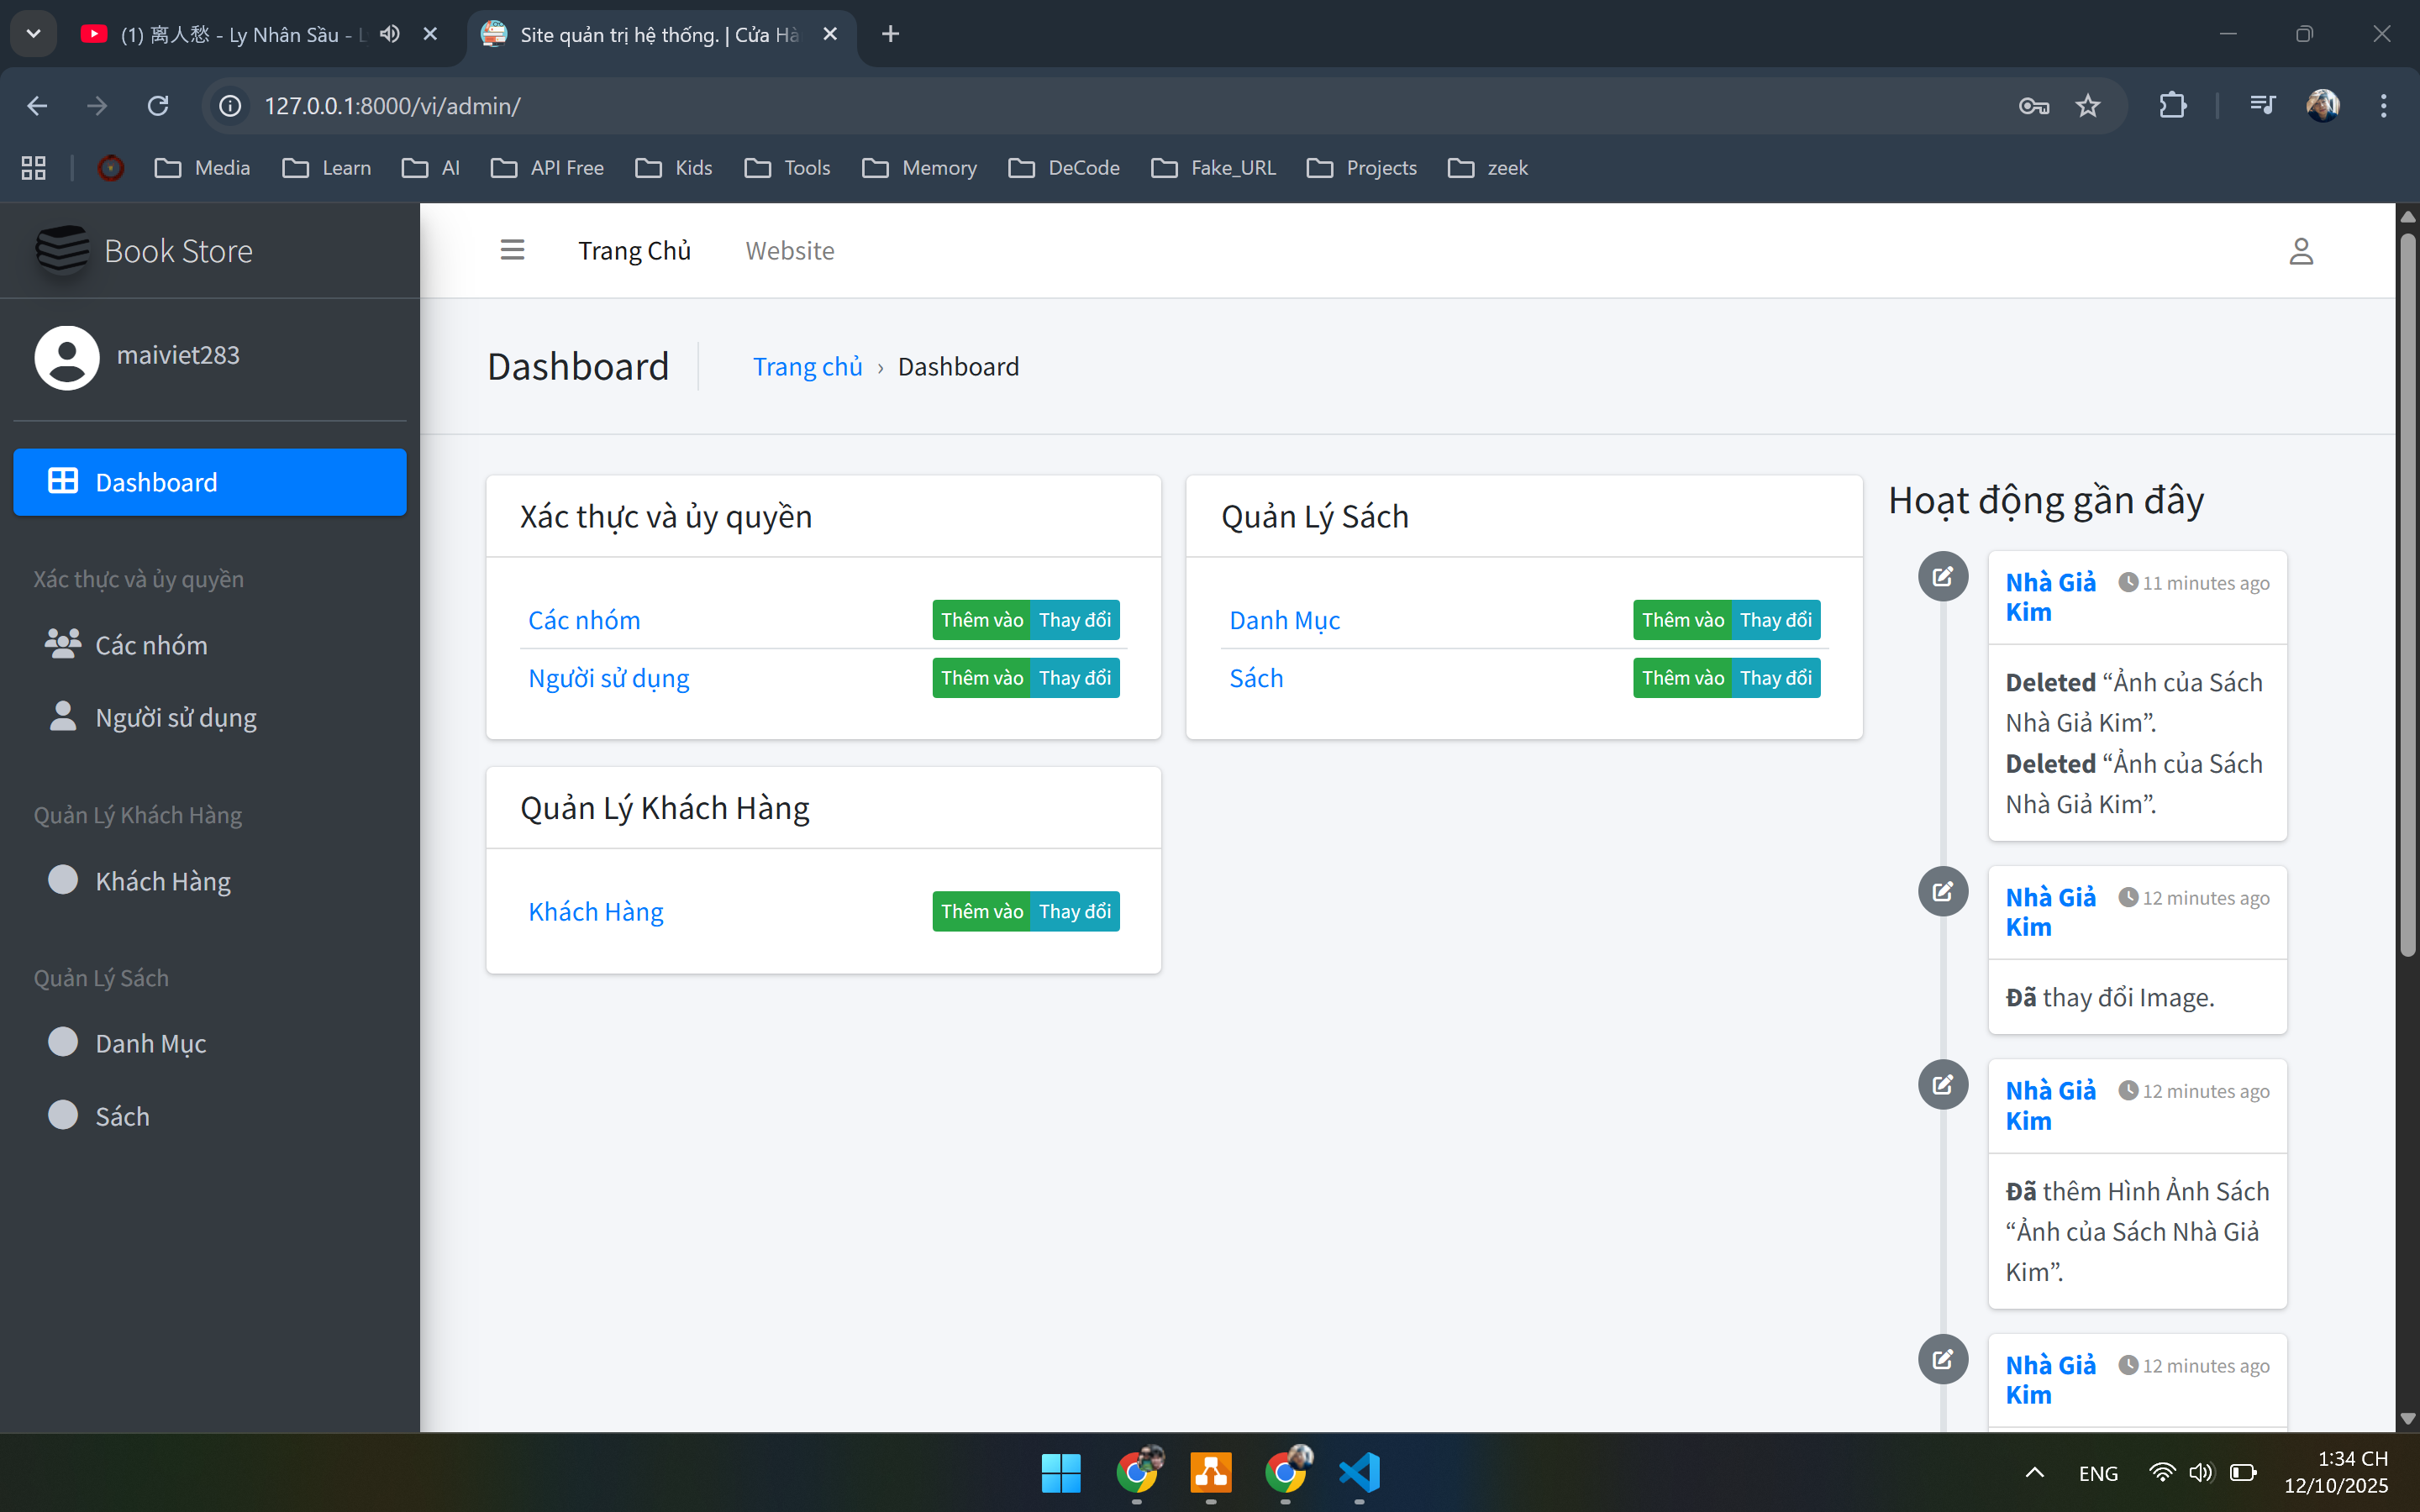 (1) 离人愁 - Ly Nhân Sầu -
Site quản trị hệ thống. | Cửa Hà
127.0.0.1:8000/vi/admin/
Media
Learn
AI
API Free
Kids
Tools
Memory
DeCode
Fake_URL
Projects
zeek
Book Store
maiviet283
Dashboard
Xác thực và ủy quyền
Các nhóm
Người sử dụng
Quản Lý Khách Hàng
Khách Hàng
Quản Lý Sách
Danh Mục
Sách
Trang Chủ
Website
Dashboard
Trang chủ › Dashboard
Xác thực và ủy quyền
Các nhóm Thêm vào Thay đổi
Người sử dụng Thêm vào Thay đổi
Quản Lý Sách
Danh Mục Thêm vào Thay đổi
Sách Thêm vào Thay đổi
Quản Lý Khách Hàng
Khách Hàng Thêm vào Thay đổi
Hoạt động gần đây
Nhà Giả 11 minutes ago
Kim
Deleted “Ảnh của Sách
Nhà Giả Kim”.
Deleted “Ảnh của Sách
Nhà Giả Kim”.
Nhà Giả 12 minutes ago
Kim
Đã thay đổi Image.
Nhà Giả 12 minutes ago
Kim
Đã thêm Hình Ảnh Sách
“Ảnh của Sách Nhà Giả
Kim”.
Nhà Giả 12 minutes ago
Kim
ENG
1:34 CH
12/10/2025